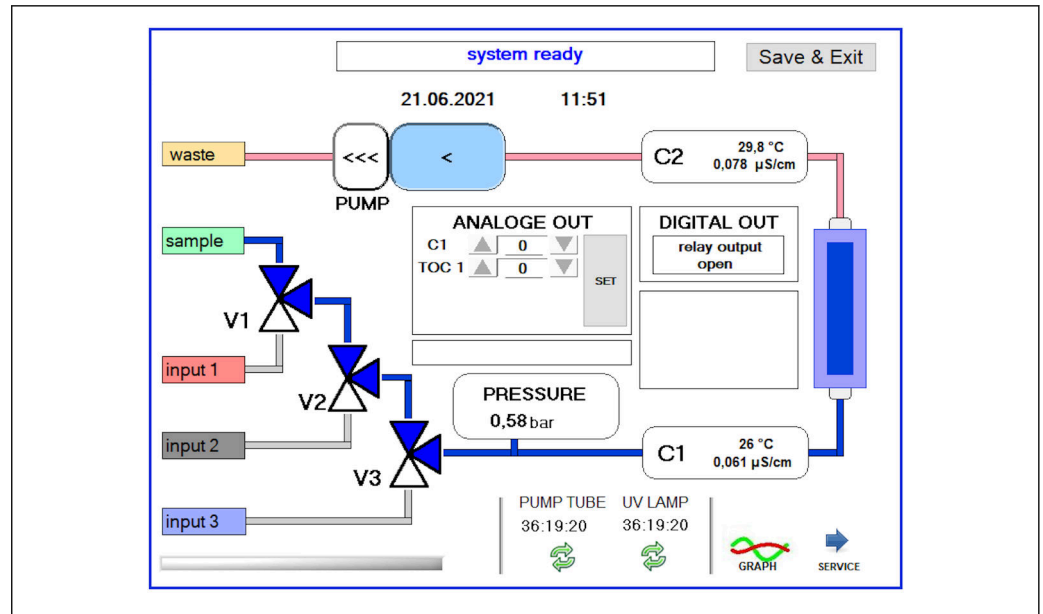 system ready
Save & Exit
21.06.2021 11:51
waste
<<<
<
C2
29,8 °C
0,078 µS/cm
PUMP
ANALOGE OUT
C1 0
TOC 1 0
SET
DIGITAL OUT
relay output
open
sample
V1
input 1
V2
input 2
V3
input 3
PRESSURE
0,58 bar
C1
26 °C
0,061 µS/cm
PUMP TUBE UV LAMP
36:19:20 36:19:20
GRAPH
SERVICE